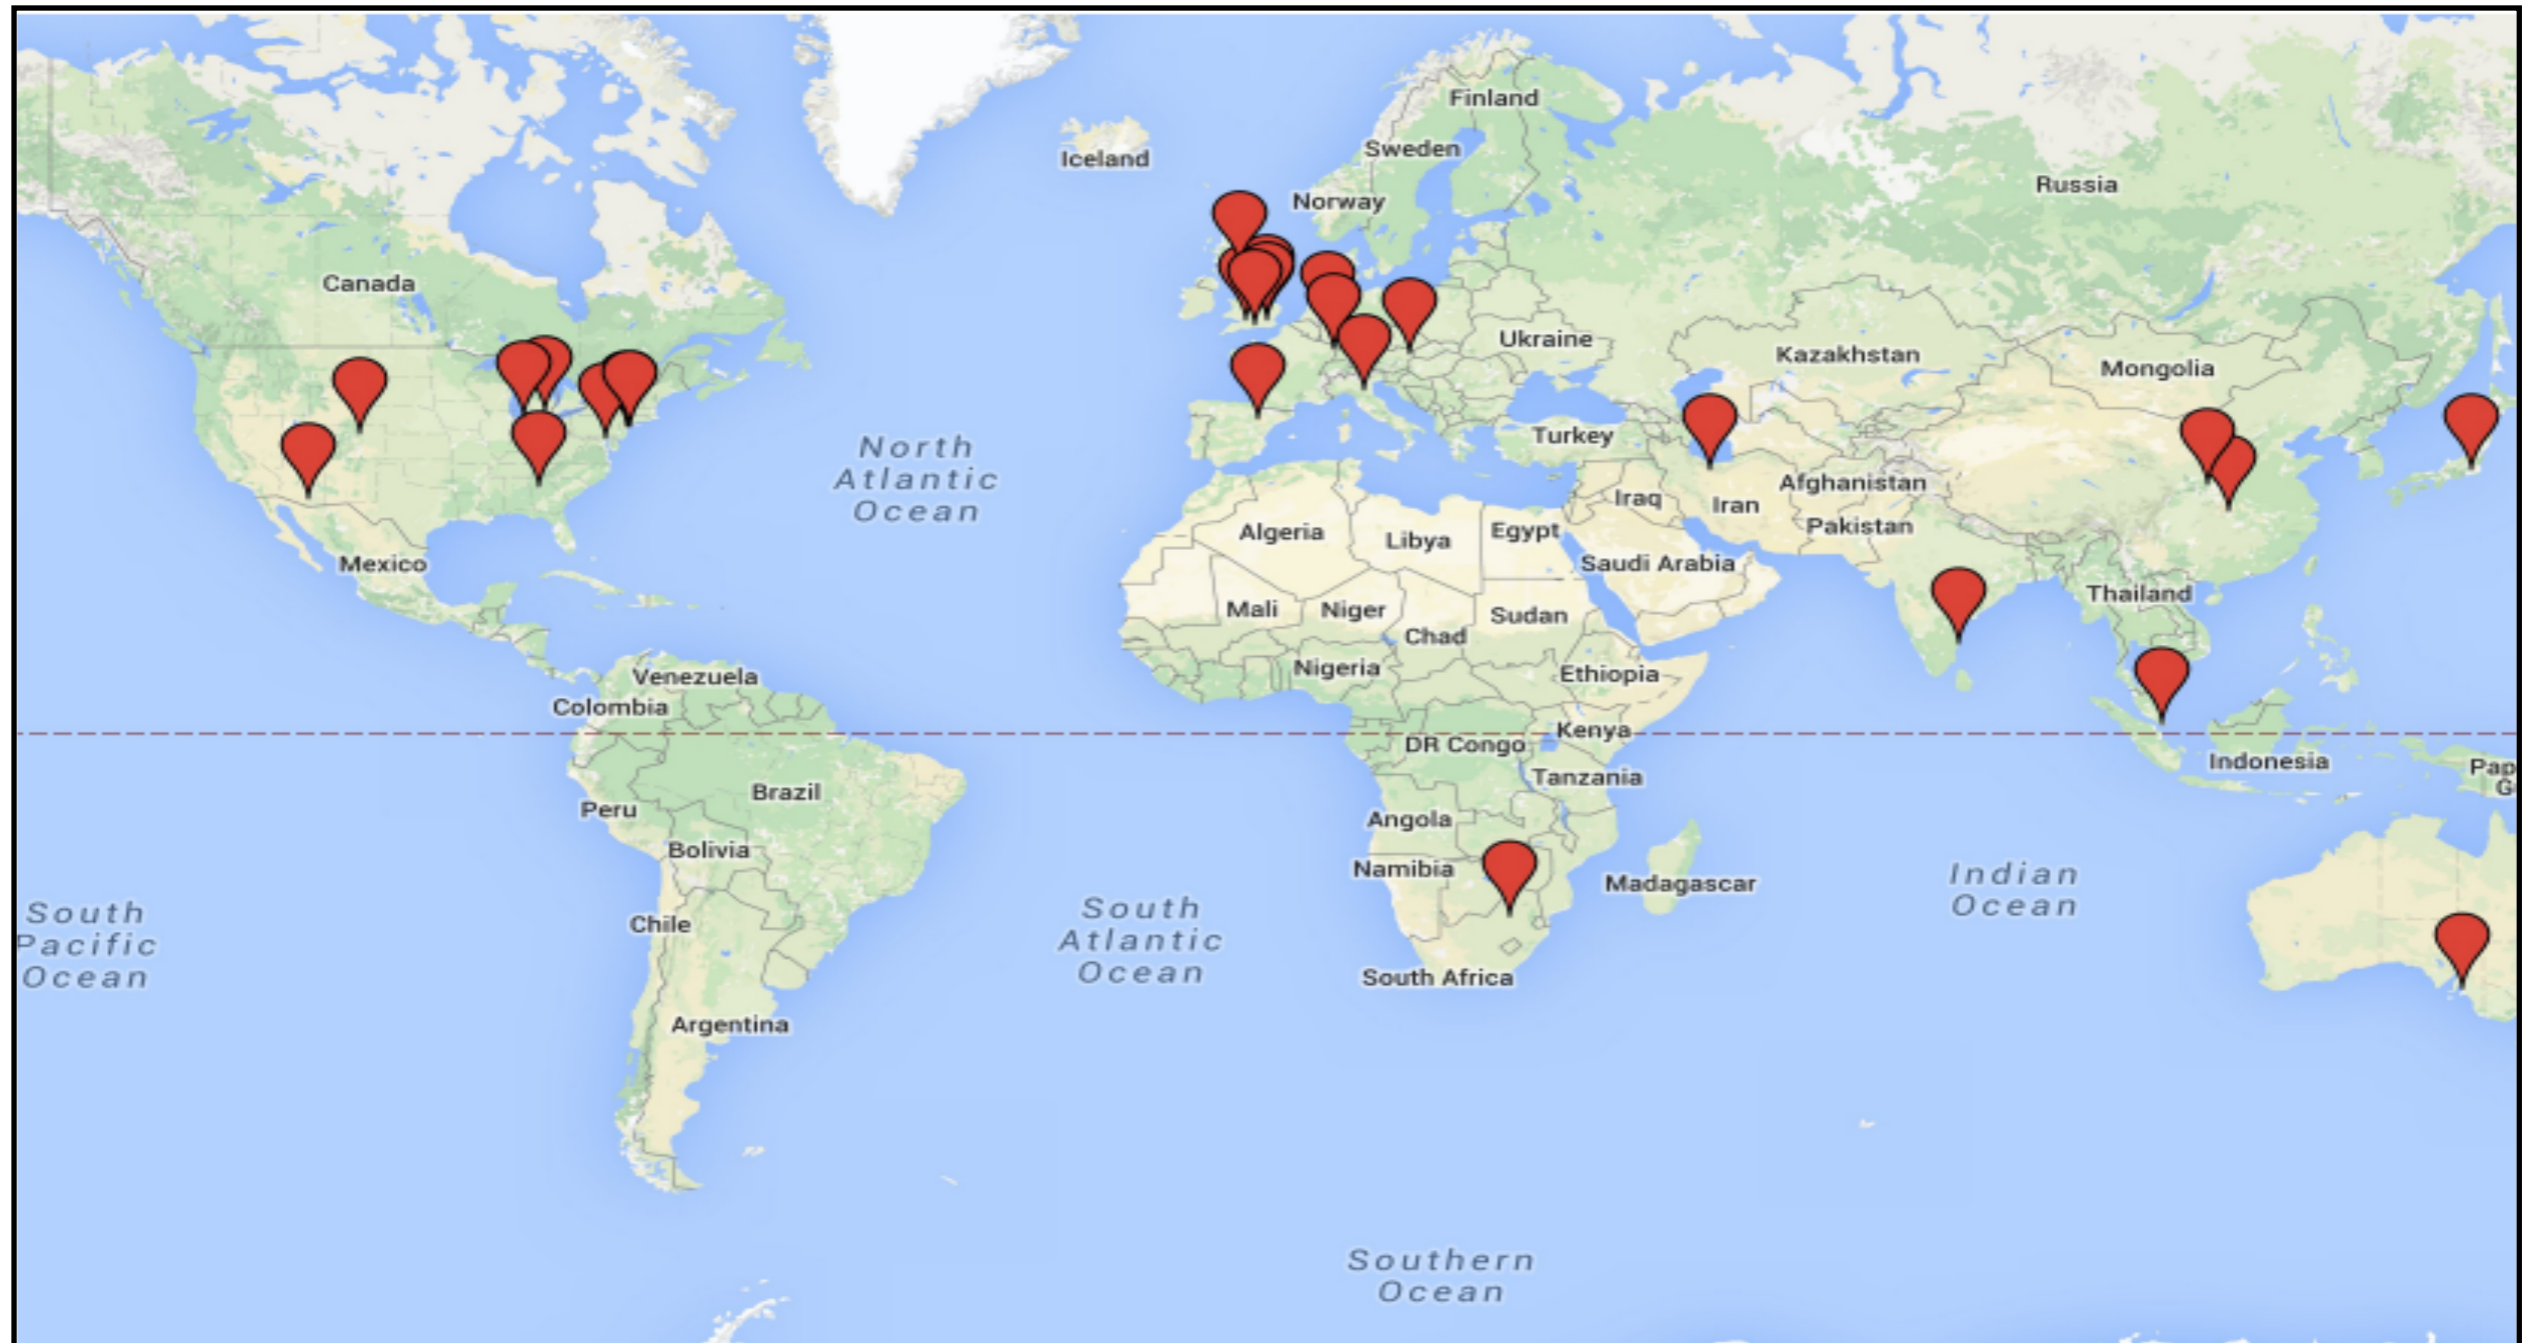 Finland
Sweden
Iceland
Russia
Norway
Canada
Ukraine
Kazakhstan
Mongolia
North
Atlantic
Ocean
Turkey
Afghanistan
Iraq
Iran
Pakistan
Algeria
Libya
Egypt
Mexico
Saudi Arabia
Thailand
Mali
Niger
Sudan
Chad
Nigeria
Ethiopia
Venezuela
Colombia
Kenya
DR Congo
Indonesia
Pap
G
Tanzania
Brazil
Peru
Angola
Bolivia
Namibia
Madagascar
Indian
Ocean
South
Pacific
Ocean
South
Atlantic
Ocean
Chile
South Africa
Argentina
Southern
Ocean